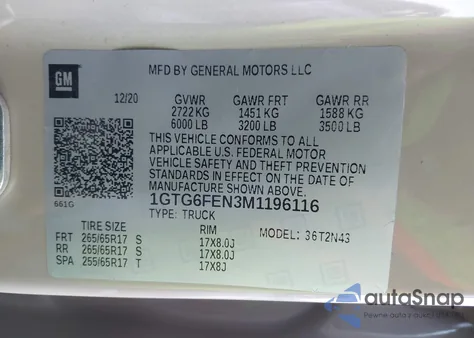 GM
MFD BY GENERAL MOTORS LLC
12/20 GVWR GAWR FRT GAWR RR
2722 KG 1451 KG 1588 KG
6000 LB 3200 LB 3500 LB
THIS VEHICLE CONFORMS TO ALL
APPLICABLE U.S. FEDERAL MOTOR
VEHICLE SAFETY AND THEFT PREVENTION
STANDARDS IN EFFECT ON THE DATE OF
MANUFACTURE SHOWN ABOVE.
661G
1GTG6FEN3M1196116
TYPE: TRUCK
TIRE SIZE RIM MODEL: 36T2N43
FRT 265/65R17 S 17X8.0J
RR 265/65R17 S 17X8.0J
SPA 255/65R17 T 17X8J
autoSnap
Pewne auta z own